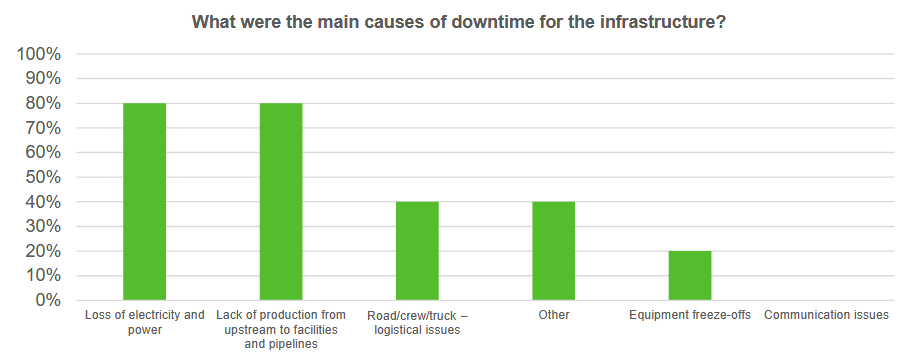 What were the main causes of downtime for the infrastructure?
100%
90%
80%
70%
60%
50%
40%
30%
20%
10%
0%
Loss of electricity and
power
Lack of production from
upstream to facilities
and pipelines
Road/crew/truck –
logistical issues
Other
Equipment freeze-offs
Communication issues